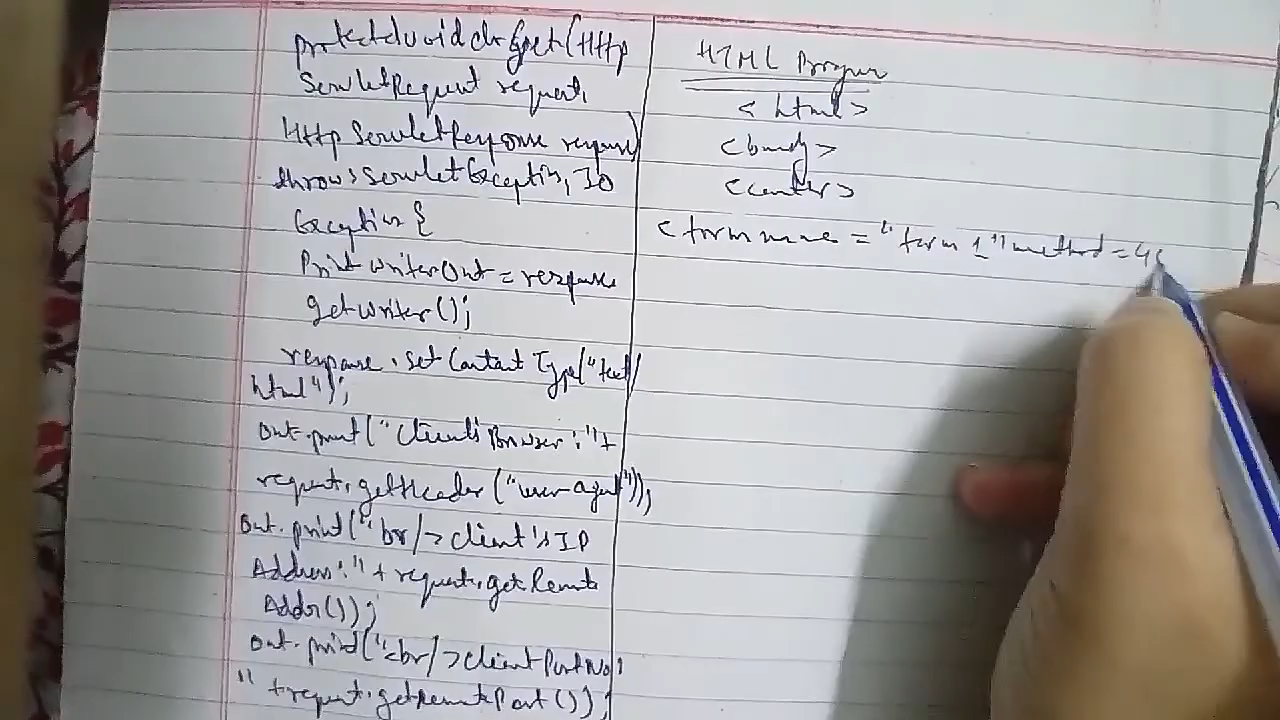 protected void doGet(Http
ServletRequest request,
HttpServletResponse response)
throws ServletException, IO
Exception {
PrintWriter out = response.
getWriter();
response.setContentType("text/
html");
out.print("Client's Browser:"+
request.getHeader("user-agent"));
out.print("br/>client's IP
Address:"+request.getRemote
Addr());
out.print("<br/>client Port No:
"+request.getRemotePort());
HTML Program
<html>
<body>
<center>
<form name="form 1" method=